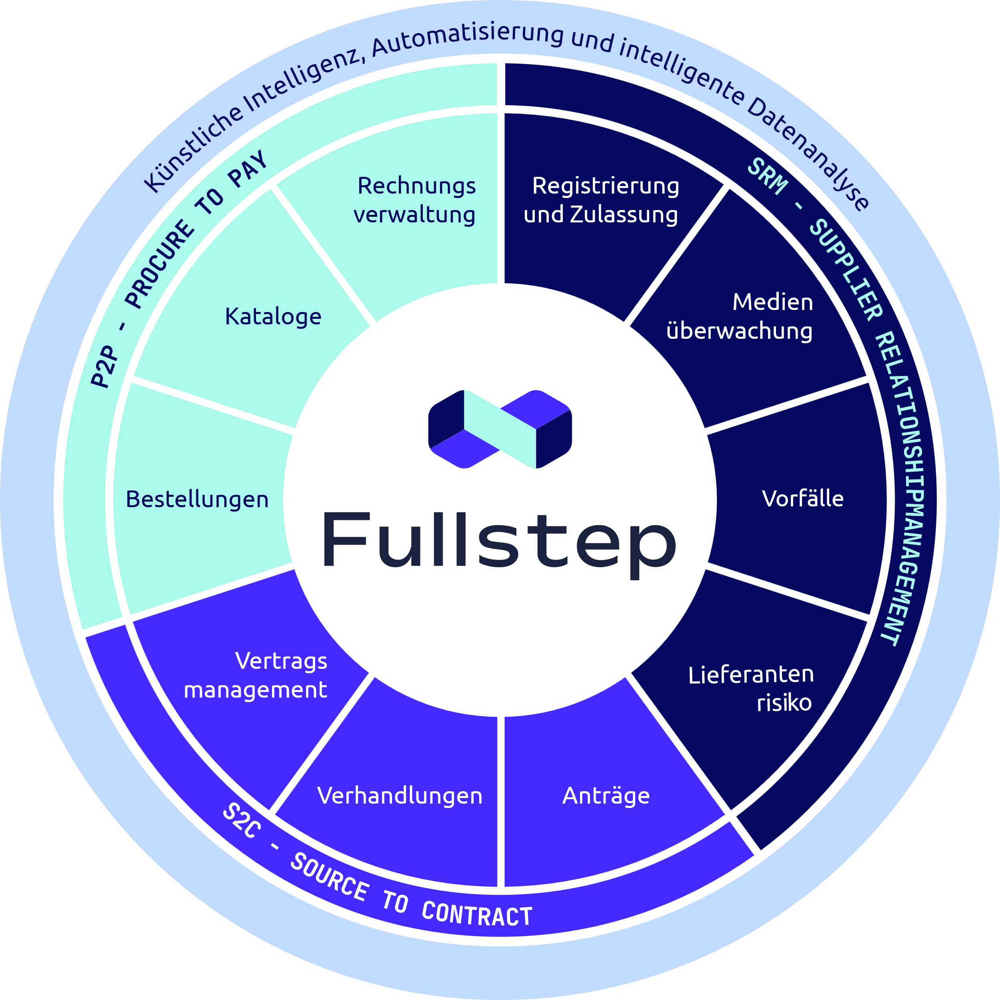 Künstliche Intelligenz, Automatisierung und intelligente Datenanalyse
SRM - SUPPLIER RELATIONSHIPMANAGEMENT
Registrierung
und Zulassung
Medien
überwachung
Vorfälle
Lieferanten
risiko
S2C - SOURCE TO CONTRACT
Anträge
Verhandlungen
Vertrags
management
P2P - PROCURE TO PAY
Bestellungen
Kataloge
Rechnungs
verwaltung
Fullstep